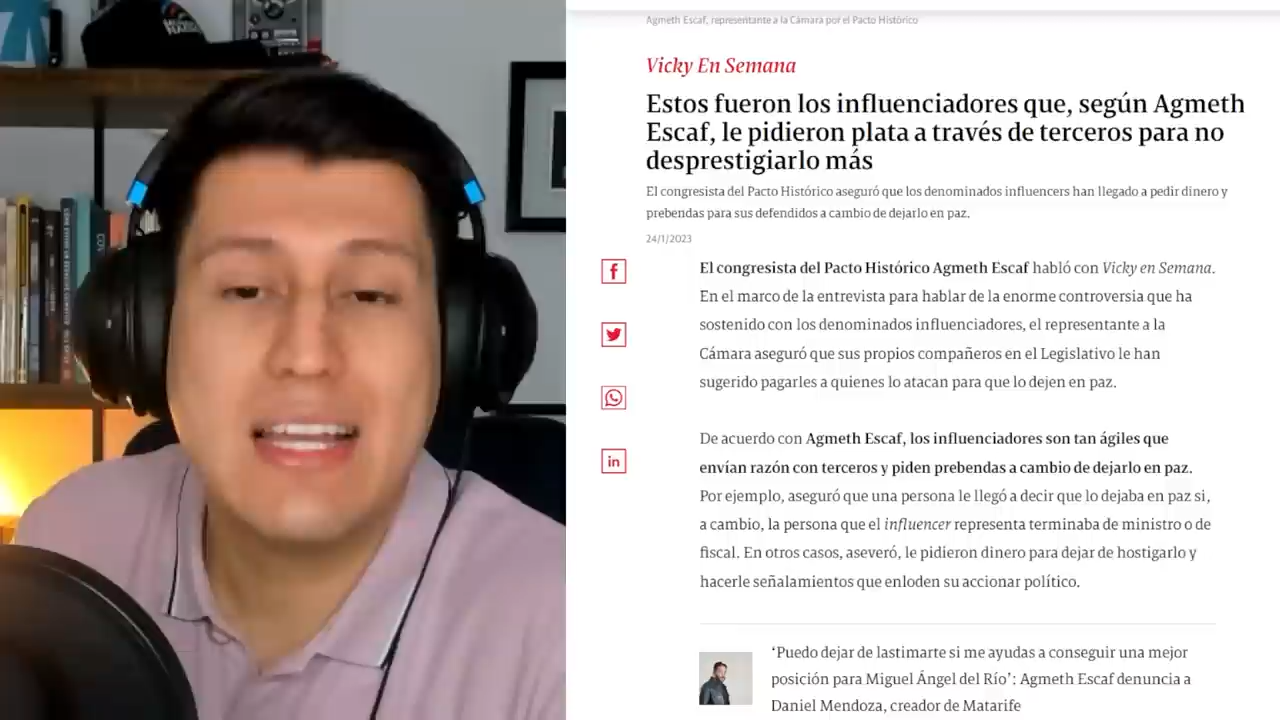 Agmeth Escaf, representante a la Cámara por el Pacto Histórico
Vicky En Semana
Estos fueron los influenciadores que, según Agmeth
Escaf, le pidieron plata a través de terceros para no
desprestigiarlo más
El congresista del Pacto Histórico aseguró que los denominados influencers han llegado a pedir dinero y
prebendas para sus defendidos a cambio de dejarlo en paz.
24/1/2023
El congresista del Pacto Histórico Agmeth Escaf habló con Vicky en Semana.
En el marco de la entrevista para hablar de la enorme controversia que ha
sostenido con los denominados influenciadores, el representante a la
Cámara aseguró que sus propios compañeros en el Legislativo le han
sugerido pagarles a quienes lo atacan para que lo dejen en paz.
De acuerdo con Agmeth Escaf, los influenciadores son tan ágiles que
envían razón con terceros y piden prebendas a cambio de dejarlo en paz.
Por ejemplo, aseguró que una persona le llegó a decir que lo dejaba en paz si,
a cambio, la persona que el influencer representa terminaba de ministro o de
fiscal. En otros casos, aseveró, le pidieron dinero para dejar de hostigarlo y
hacerle señalamientos que enloden su accionar político.
‘Puedo dejar de lastimarte si me ayudas a conseguir una mejor
posición para Miguel Ángel del Río’: Agmeth Escaf denuncia a
Daniel Mendoza, creador de Matarife